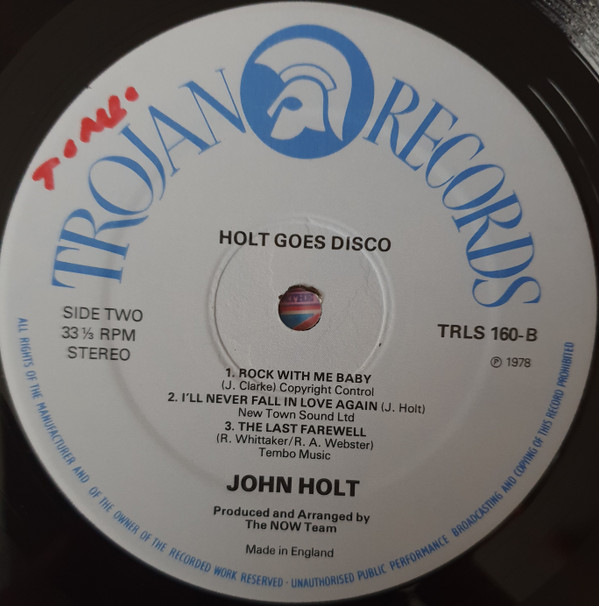 TROJAN RECORDS
HOLT GOES DISCO
SIDE TWO
33 ⅓ RPM
STEREO
TRLS 160-B
℗ 1978
1. ROCK WITH ME BABY
(J. Clarke) Copyright Control
2. I'LL NEVER FALL IN LOVE AGAIN (J. Holt)
New Town Sound Ltd
3. THE LAST FAREWELL
(R. Whittaker/R. A. Webster)
Tembo Music
JOHN HOLT
Produced and Arranged by
The NOW Team
Made in England
ALL RIGHTS OF THE MANUFACTURER AND OF THE OWNER OF THE RECORDED WORK RESERVED · UNAUTHORISED PUBLIC PERFORMANCE BROADCASTING AND COPYING OF THIS RECORD PROHIBITED